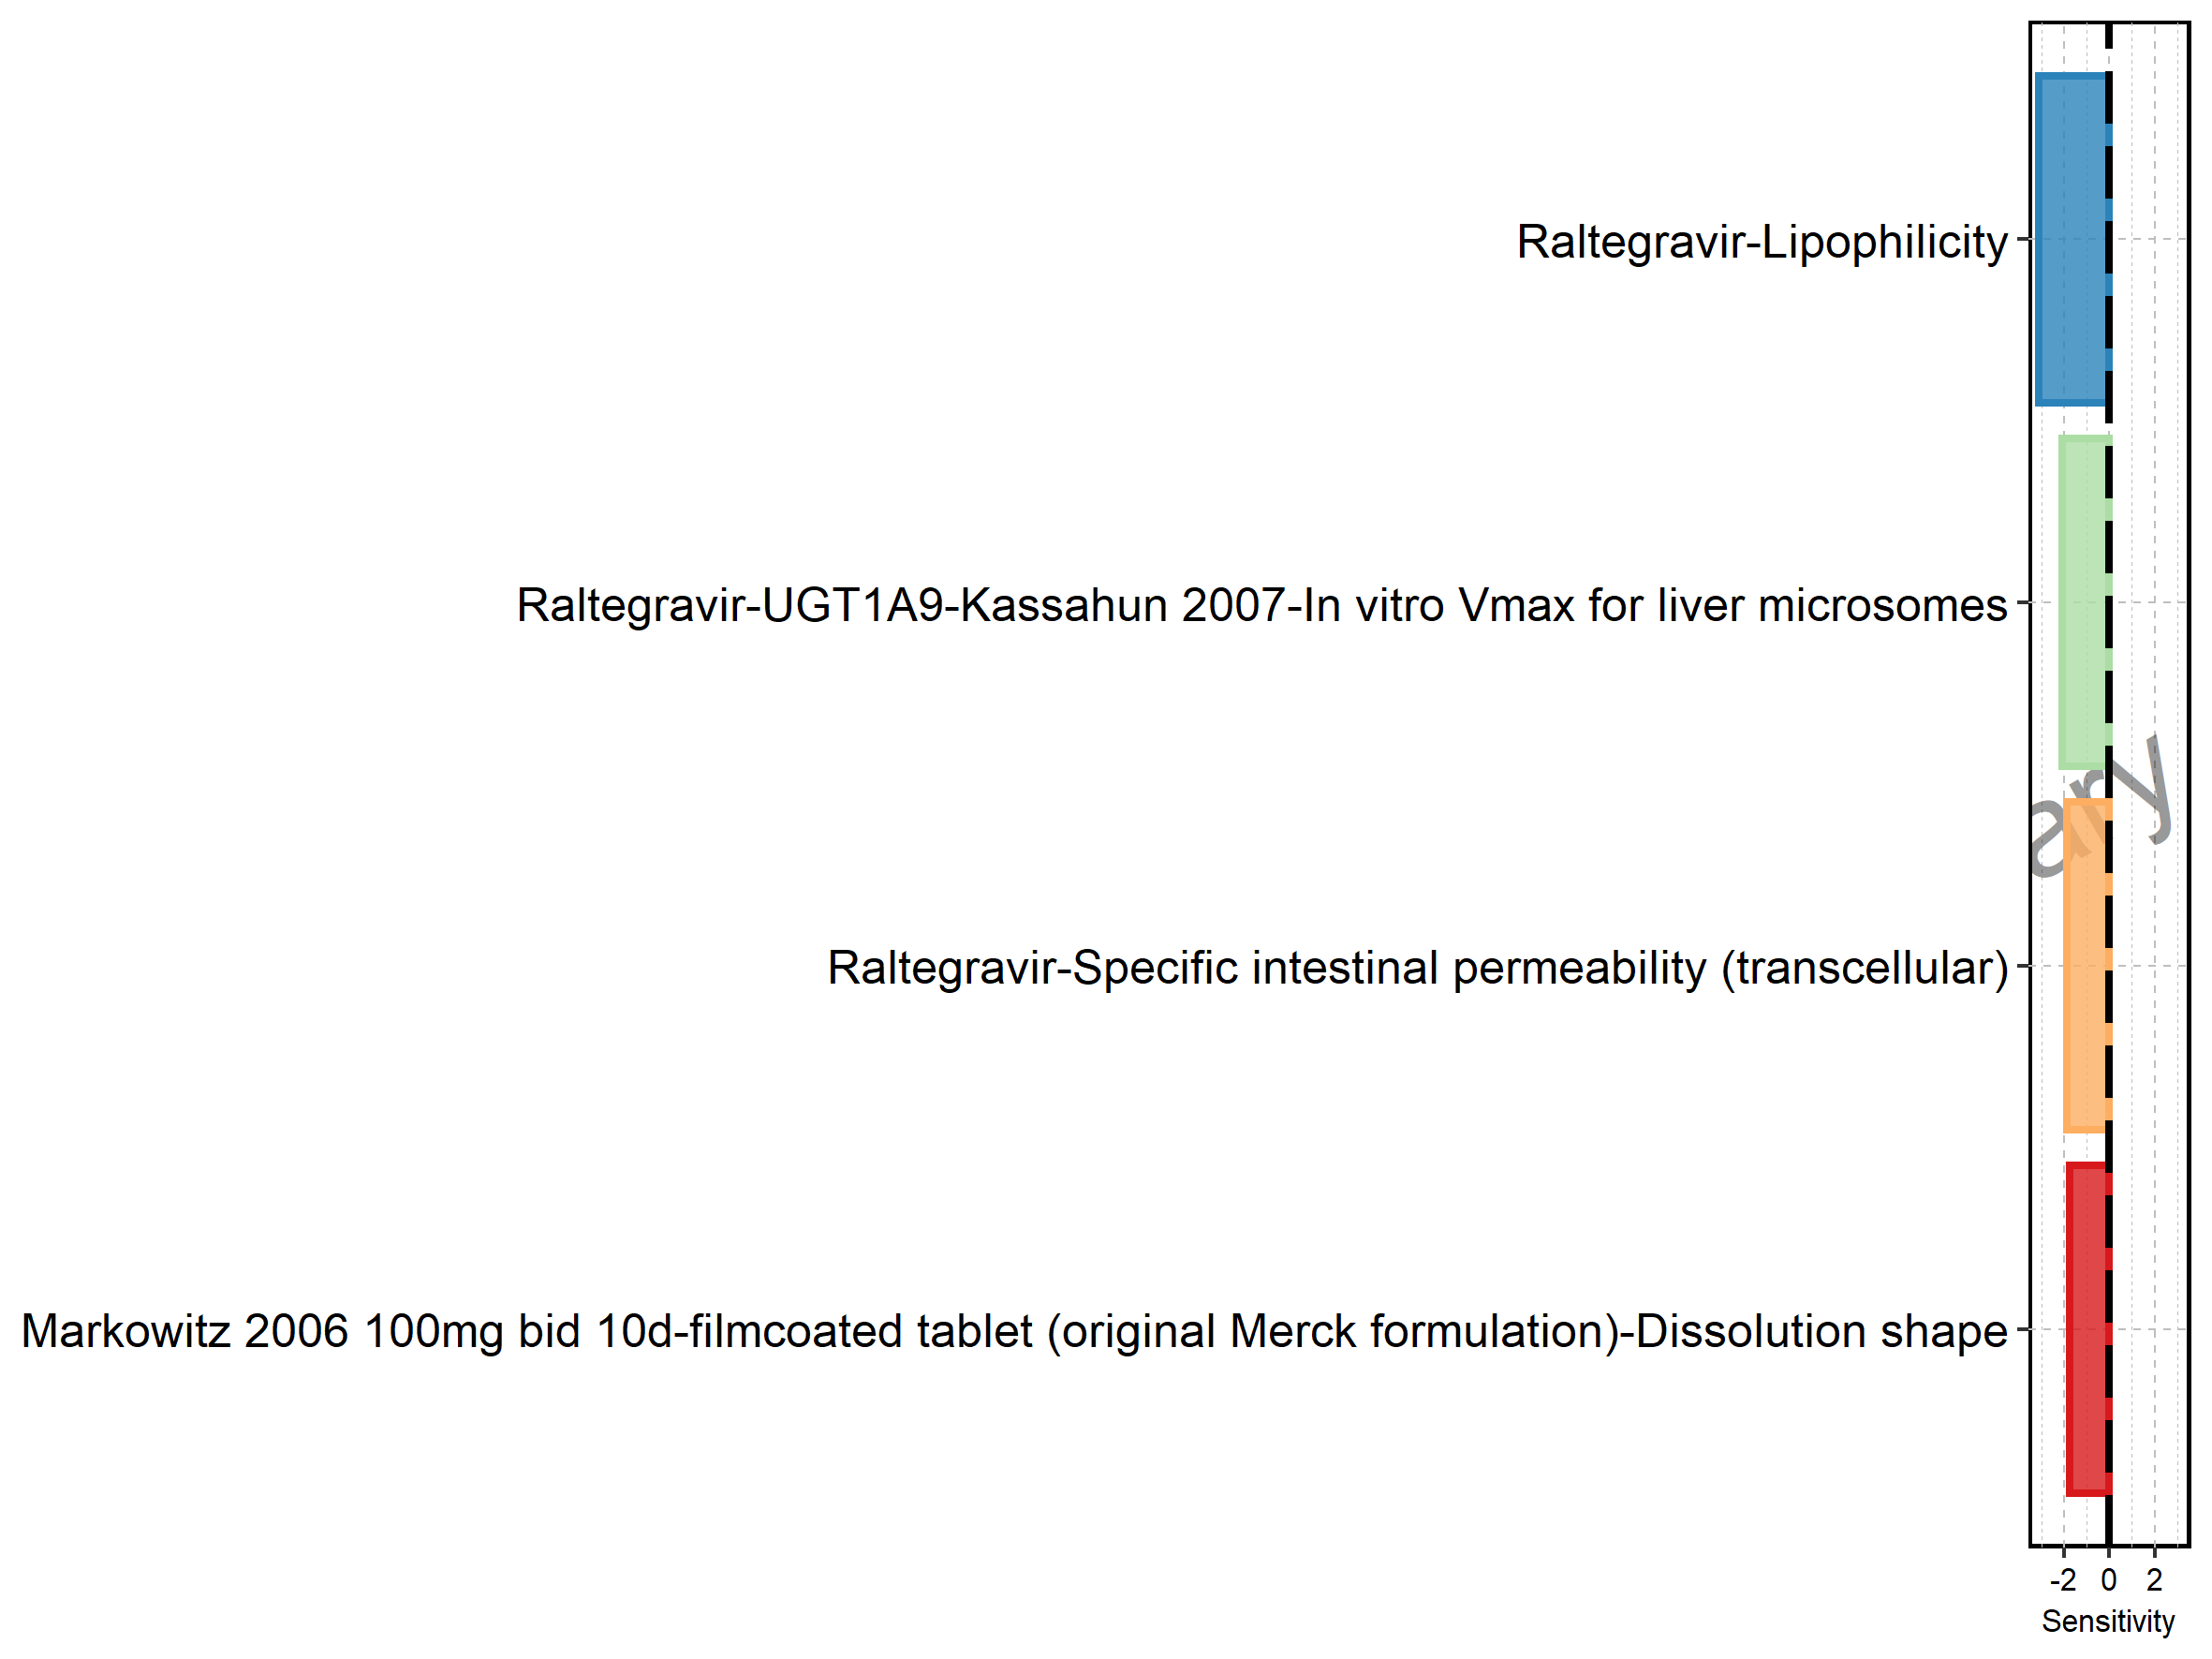 Raltegravir-Lipophilicity
Raltegravir-UGT1A9-Kassahun 2007-In vitro Vmax for liver microsomes
ary
Raltegravir-Specific intestinal permeability (transcellular)
Markowitz 2006 100mg bid 10d-filmcoated tablet (original Merck formulation)-Dissolution shape
-2 0 2
Sensitivity